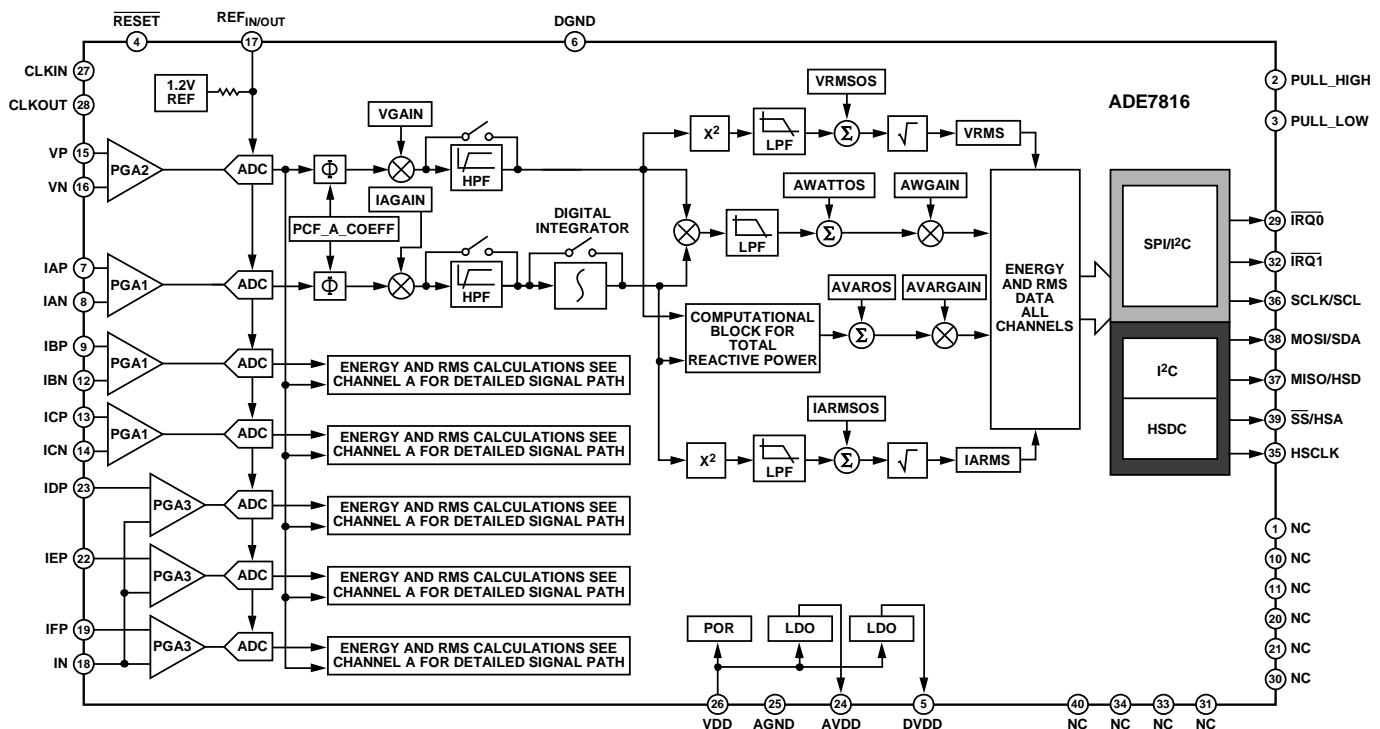 RESET
REF IN/OUT
DGND
4
17
6
CLKIN 27
CLKOUT 28
1.2V
REF
VGAIN
VRMSOS
ADE7816
2 PULL_HIGH
3 PULL_LOW
X²
LPF
Σ
√
VRMS
VP 15
VN 16
PGA2
ADC
Φ
HPF
IAGAIN
PCF_A_COEFF
DIGITAL
INTEGRATOR
AWATTOS
AWGAIN
LPF
Σ
IAP 7
IAN 8
PGA1
ADC
Φ
HPF
∫
AVAROS
AVARGAIN
COMPUTATIONAL
BLOCK FOR
TOTAL
REACTIVE POWER
Σ
ENERGY
AND RMS
DATA
ALL
CHANNELS
SPI/I²C
I²C
HSDC
29 IRQ0
32 IRQ1
36 SCLK/SCL
38 MOSI/SDA
37 MISO/HSD
39 SS/HSA
35 HSCLK
IBP 9
IBN 12
PGA1
ADC
ENERGY AND RMS CALCULATIONS SEE
CHANNEL A FOR DETAILED SIGNAL PATH
ICP 13
ICN 14
PGA1
ADC
ENERGY AND RMS CALCULATIONS SEE
CHANNEL A FOR DETAILED SIGNAL PATH
IARMSOS
X²
LPF
Σ
√
IARMS
IDP 23
PGA3
ADC
ENERGY AND RMS CALCULATIONS SEE
CHANNEL A FOR DETAILED SIGNAL PATH
IEP 22
PGA3
ADC
ENERGY AND RMS CALCULATIONS SEE
CHANNEL A FOR DETAILED SIGNAL PATH
IFP 19
IN 18
PGA3
ADC
ENERGY AND RMS CALCULATIONS SEE
CHANNEL A FOR DETAILED SIGNAL PATH
1 NC
10 NC
11 NC
20 NC
21 NC
30 NC
POR
LDO
LDO
26
25
24
5
40
34
33
31
VDD
AGND
AVDD
DVDD
NC
NC
NC
NC